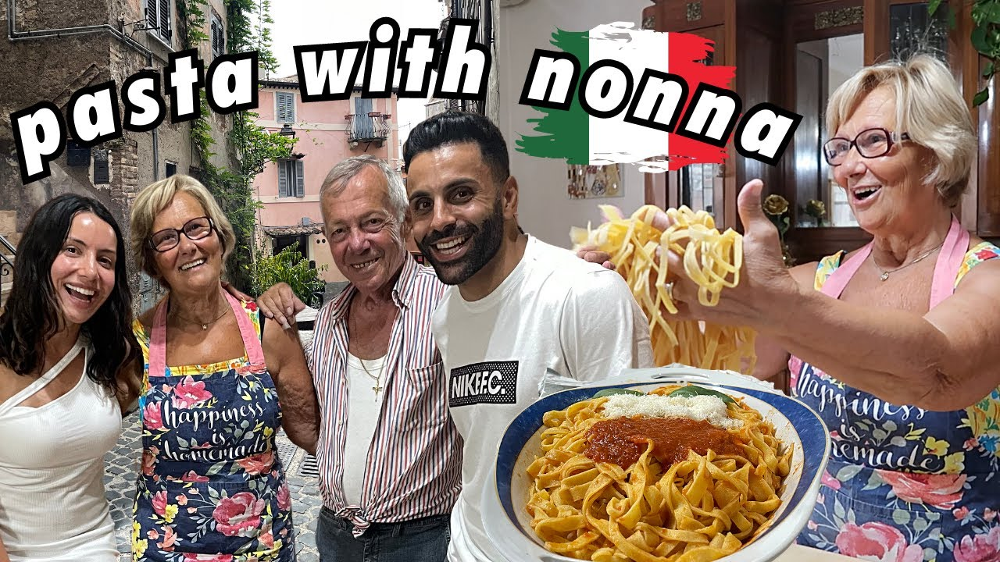 pasta with nonna
happiness
is
homemade
NIKE F.C.
happiness
is
homemade